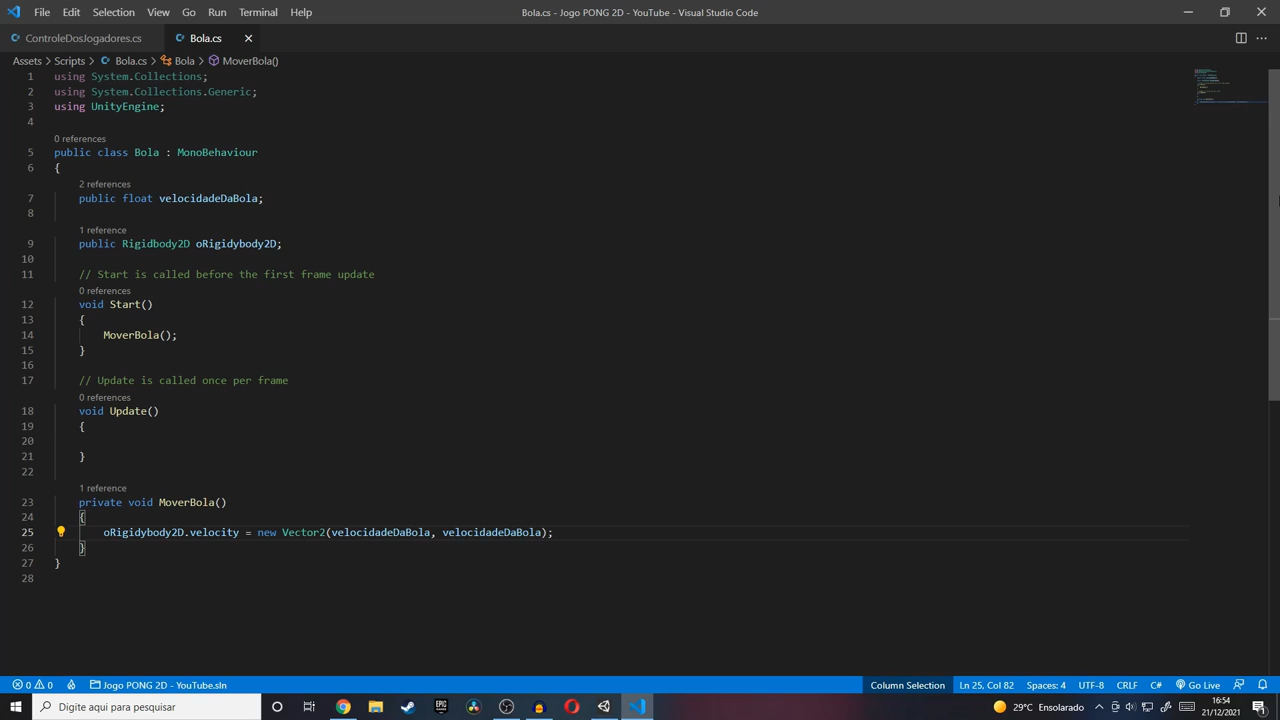 File Edit Selection View Go Run Terminal Help
Bola.cs - Jogo PONG 2D - YouTube - Visual Studio Code
ControleDosJogadores.cs Bola.cs
Assets > Scripts > Bola.cs > Bola > MoverBola()
1 using System.Collections;
2 using System.Collections.Generic;
3 using UnityEngine;
4
0 references
5 public class Bola : MonoBehaviour
6 {
2 references
7 public float velocidadeDaBola;
8
1 reference
9 public Rigidbody2D oRigidybody2D;
10
11 // Start is called before the first frame update
0 references
12 void Start()
13 {
14 MoverBola();
15 }
16
17 // Update is called once per frame
0 references
18 void Update()
19 {
20
21 }
22
1 reference
23 private void MoverBola()
24 {
25 oRigidybody2D.velocity = new Vector2(velocidadeDaBola, velocidadeDaBola);
26 }
27 }
28
0 0 Jogo PONG 2D - YouTube.sln Column Selection Ln 25, Col 82 Spaces: 4 UTF-8 CRLF C# Go Live
Digite aqui para pesquisar
EPIC GAMES
29°C Ensolarado
16:54
21/12/2021
1